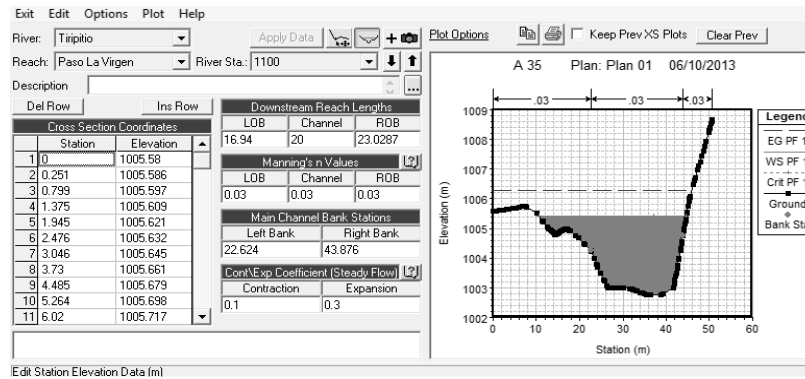 Exit Edit Options Plot Help
River: Tiripitio Apply Data + Plot Options Keep Prev XS Plots Clear Prev
Reach: Paso La Virgen River Sta.: 1100
Description ...
Del Row Ins Row
Cross Section Coordinates
Station Elevation
1 0 1005.58
2 0.251 1005.586
3 0.799 1005.597
4 1.375 1005.609
5 1.945 1005.621
6 2.476 1005.632
7 3.046 1005.645
8 3.73 1005.661
9 4.485 1005.679
10 5.264 1005.698
11 6.02 1005.717
Downstream Reach Lengths
LOB Channel ROB
16.94 20 23.0287
Manning's n Values
LOB Channel ROB
0.03 0.03 0.03
Main Channel Bank Stations
Left Bank Right Bank
22.624 43.876
Cont\Exp Coefficient (Steady Flow)
Contraction Expansion
0.1 0.3
Edit Station Elevation Data (m)
A 35 Plan: Plan 01 06/10/2013
.03 .03 .03
Elevation (m)
1009
1008
1007
1006
1005
1004
1003
1002
0 10 20 30 40 50 60
Station (m)
Legen
EG PF 1
WS PF 1
Crit PF 1
Groun
Bank Sta